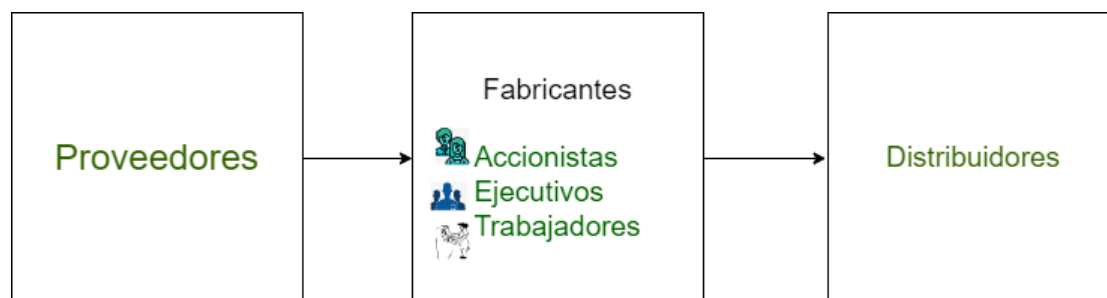 Proveedores
Fabricantes
Accionistas
Ejecutivos
Trabajadores
Distribuidores